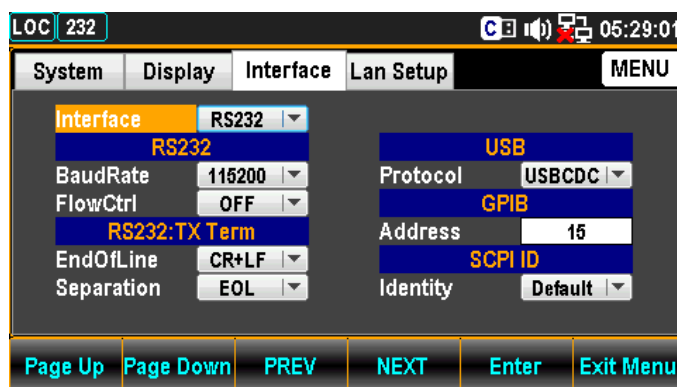 LOC 232 C 05:29:01
System Display Interface Lan Setup MENU
Interface RS232
RS232 USB
BaudRate 115200 Protocol USBCDC
FlowCtrl OFF GPIB
RS232:TX Term Address 15
EndOfLine CR+LF SCPI ID
Separation EOL Identity Default
Page Up Page Down PREV NEXT Enter Exit Menu